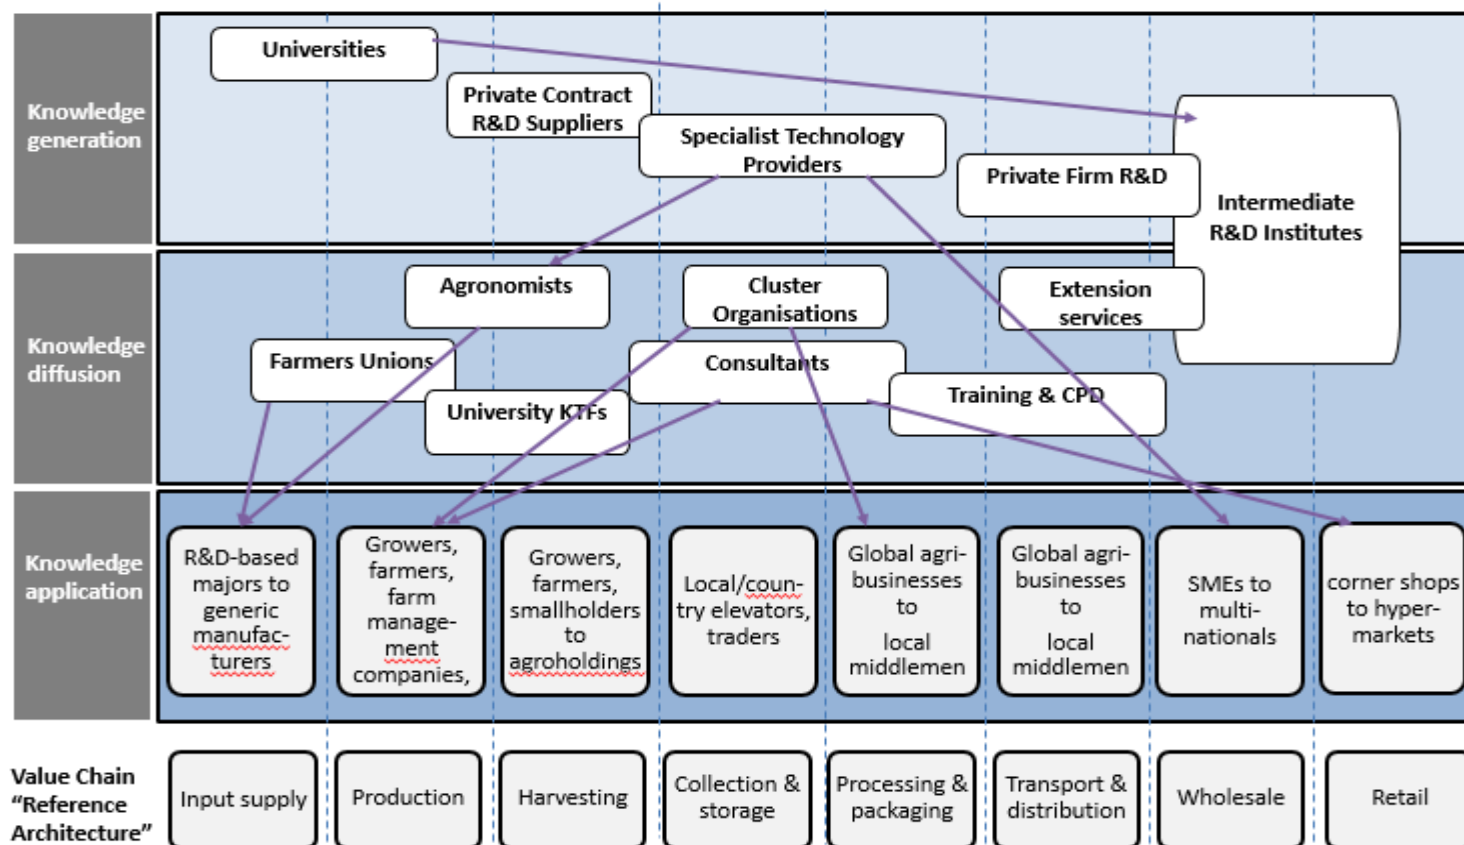 Universities
Private Contract
R&D Suppliers
Specialist Technology
Providers
Private Firm R&D
Intermediate
R&D Institutes
Knowledge
generation
Agronomists
Cluster
Organisations
Extension
services
Knowledge
diffusion
Farmers Unions
Consultants
University KTFs
Training & CPD
Knowledge
application
R&D-based
majors to
generic
manufac-
turers
Growers,
farmers,
farm
manage-
ment
companies,
Growers,
farmers,
smallholders
to
agroholdings
Local/coun-
try elevators,
traders
Global agri-
businesses
to
local
middlemen
Global agri-
businesses
to
local
middlemen
SMEs to
multi-
nationals
corner shops
to hyper-
markets
Value Chain
“Reference
Architecture”
Input supply
Production
Harvesting
Collection &
storage
Processing &
packaging
Transport &
distribution
Wholesale
Retail